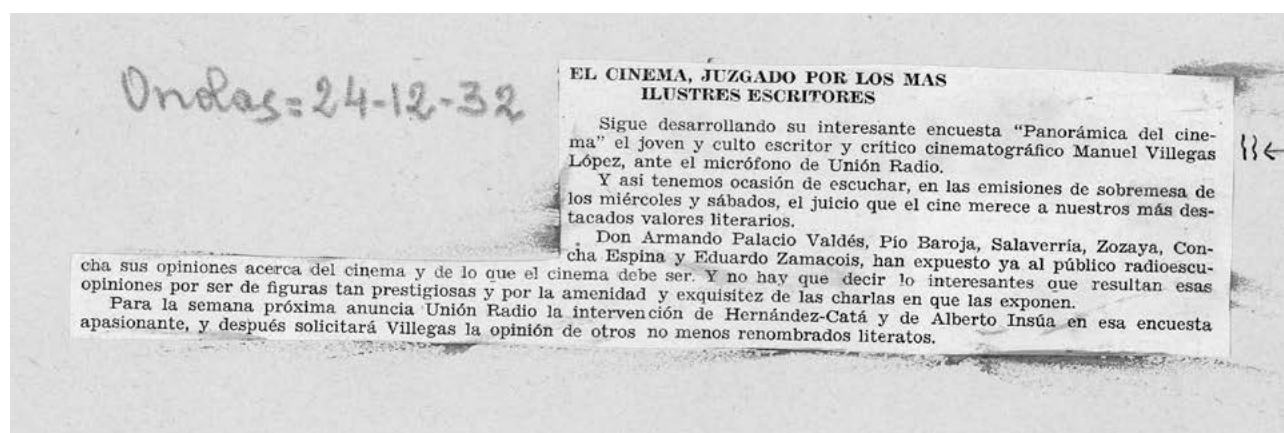 Ondas=24-12-32
EL CINEMA, JUZGADO POR LOS MAS
ILUSTRES ESCRITORES
Sigue desarrollando su interesante encuesta "Panorámica del cine-
ma" el joven y culto escritor y crítico cinematográfico Manuel Villegas
López, ante el micrófono de Unión Radio.
Y asi tenemos ocasión de escuchar, en las emisiones de sobremesa de
los miércoles y sábados, el juicio que el cine merece a nuestros más des-
tacados valores literarios.
Don Armando Palacio Valdés, Pío Baroja, Salaverría, Zozaya, Con-
cha Espina y Eduardo Zamacois, han expuesto ya al público radioescu-
cha sus opiniones acerca del cinema y de lo que el cinema debe ser. Y no hay que decir lo interesantes que resultan esas
opiniones por ser de figuras tan prestigiosas y por la amenidad y exquisitez de las charlas en que las exponen.
Para la semana próxima anuncia Unión Radio la intervención de Hernández-Catá y de Alberto Insúa en esa encuesta
apasionante, y después solicitará Villegas la opinión de otros no menos renombrados literatos.